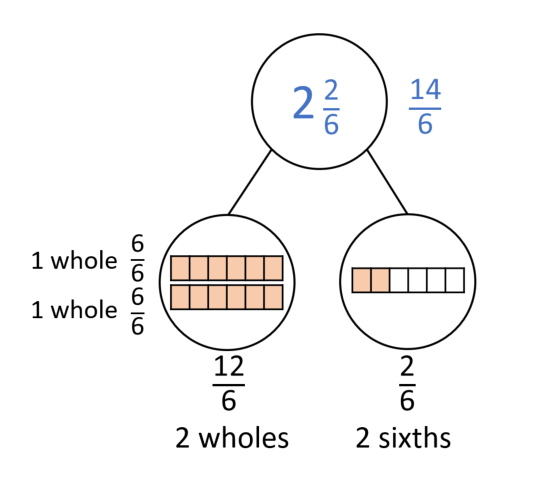 2 2/6 14/6
1 whole 6/6
1 whole 6/6
12/6 2/6
2 wholes 2 sixths